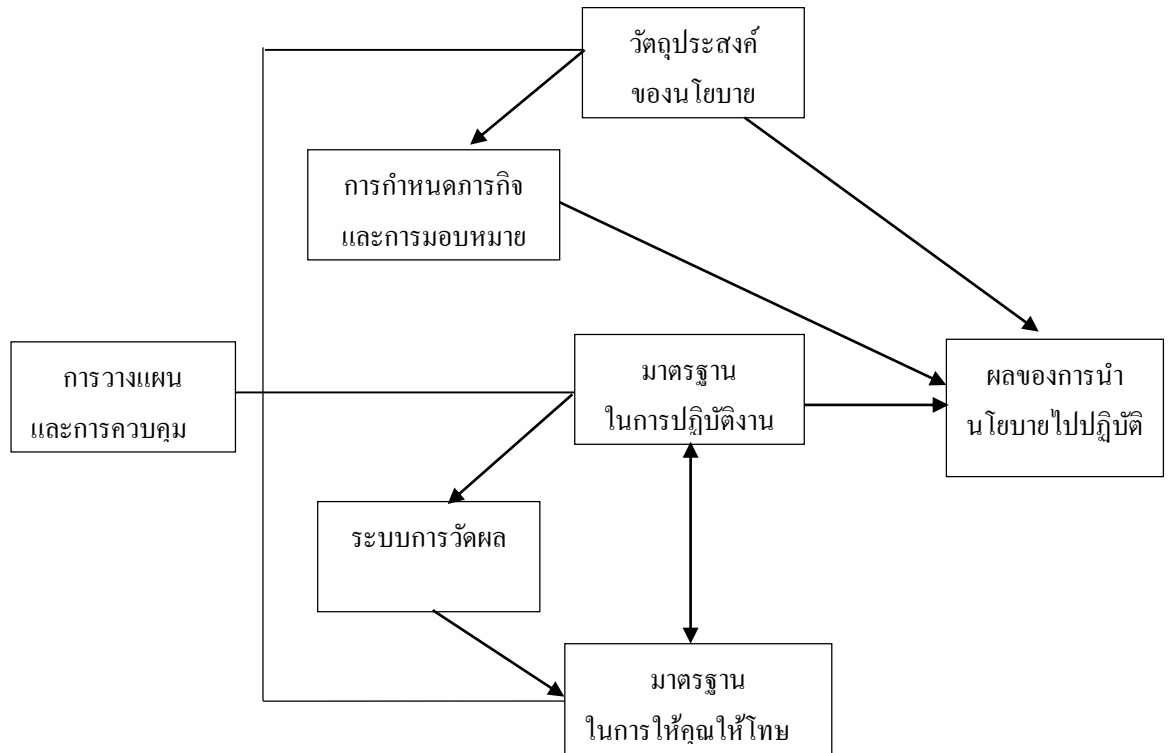 วัตถุประสงค์
ของนโยบาย
การกำหนดภารกิจ
และการมอบหมาย
การวางแผน
และการควบคุม
มาตรฐาน
ในการปฏิบัติงาน
ผลของการนำ
นโยบายไปปฏิบัติ
ระบบการวัดผล
มาตรฐาน
ในการให้คุณให้โทษ